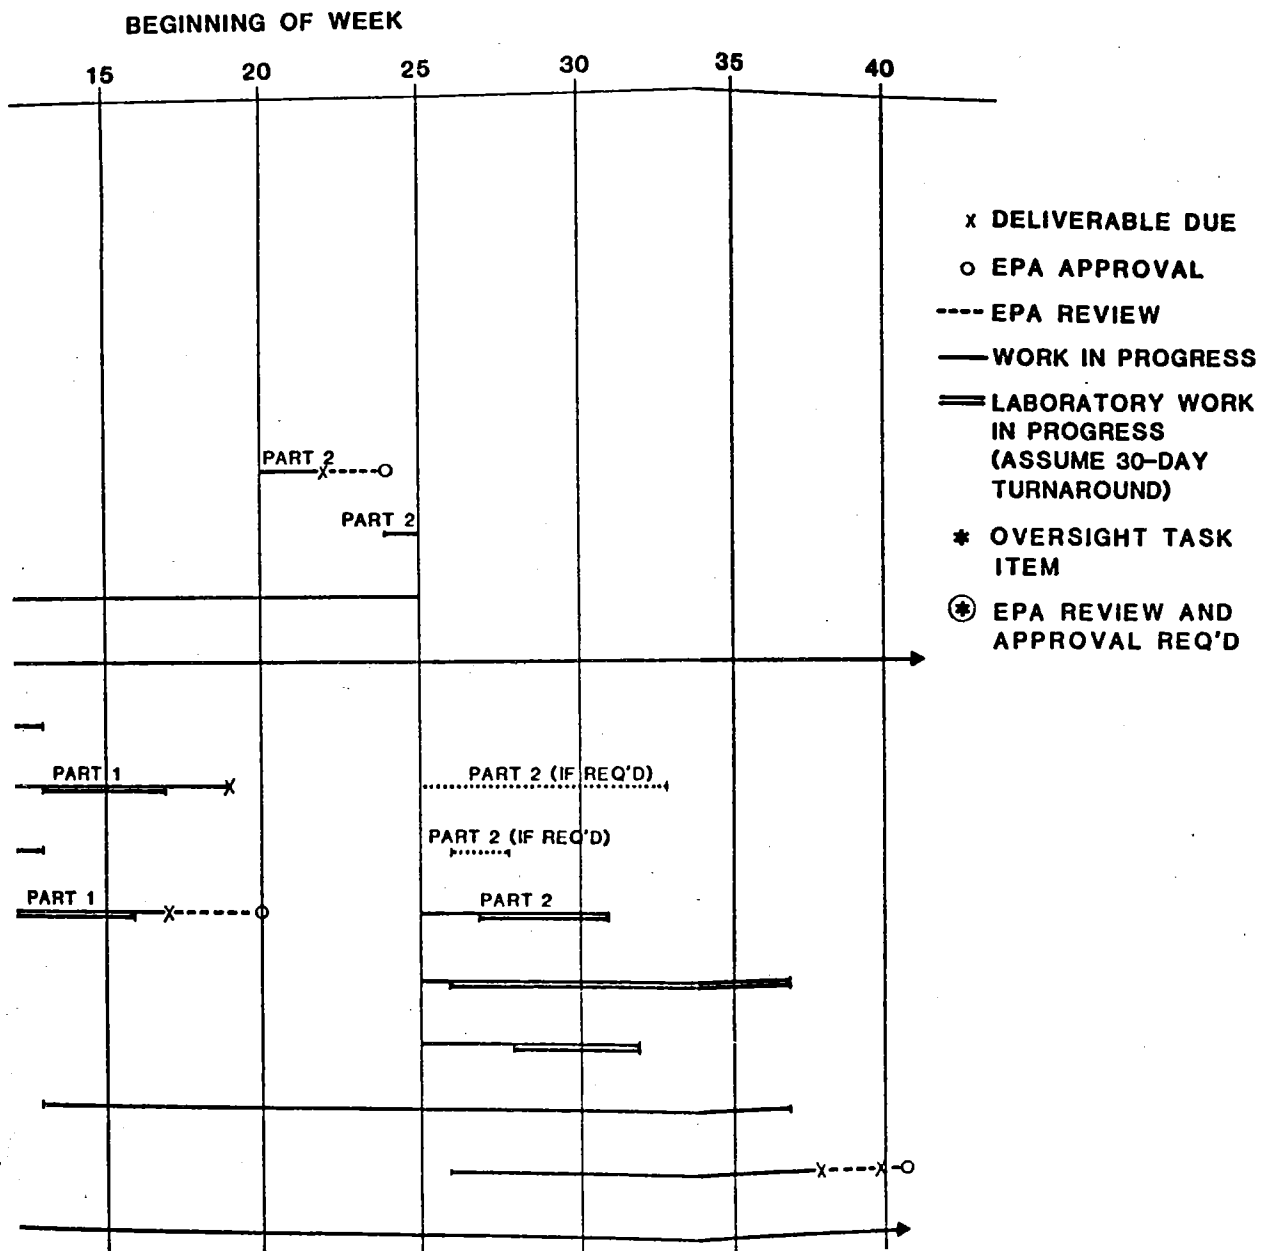 BEGINNING OF WEEK
15 20 25 30 35 40
x DELIVERABLE DUE
o EPA APPROVAL
---- EPA REVIEW
WORK IN PROGRESS
LABORATORY WORK
IN PROGRESS
(ASSUME 30-DAY
TURNAROUND)
* OVERSIGHT TASK
ITEM
⊛ EPA REVIEW AND
APPROVAL REQ'D
PART 2
PART 2
PART 1
PART 2 (IF REQ'D)
PART 2 (IF REQ'D)
PART 1
PART 2